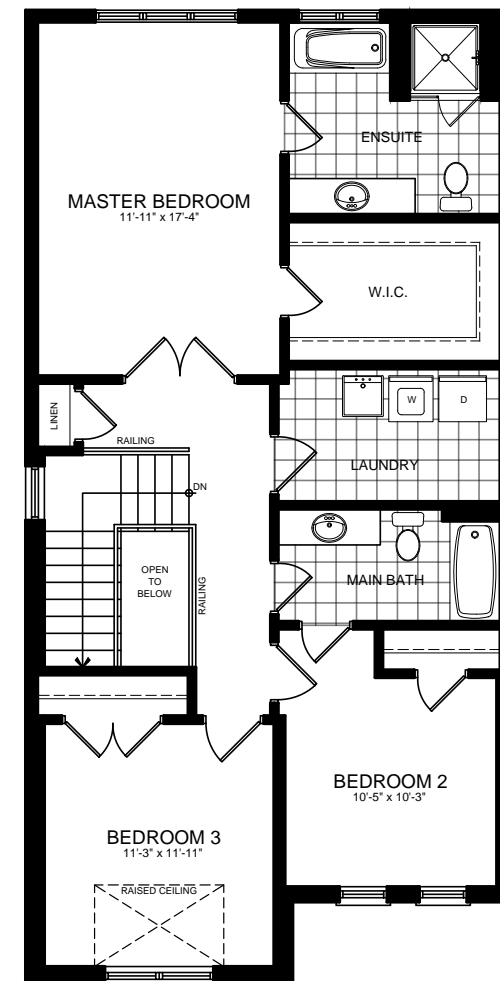 ENSUITE
MASTER BEDROOM
11'-11" x 17'-4"
W.I.C.
W
D
LINEN
RAILING
LAUNDRY
DN
OPEN
TO
BELOW
RAILING
MAIN BATH
BEDROOM 2
10'-5" x 10'-3"
BEDROOM 3
11'-3" x 11'-11"
RAISED CEILING